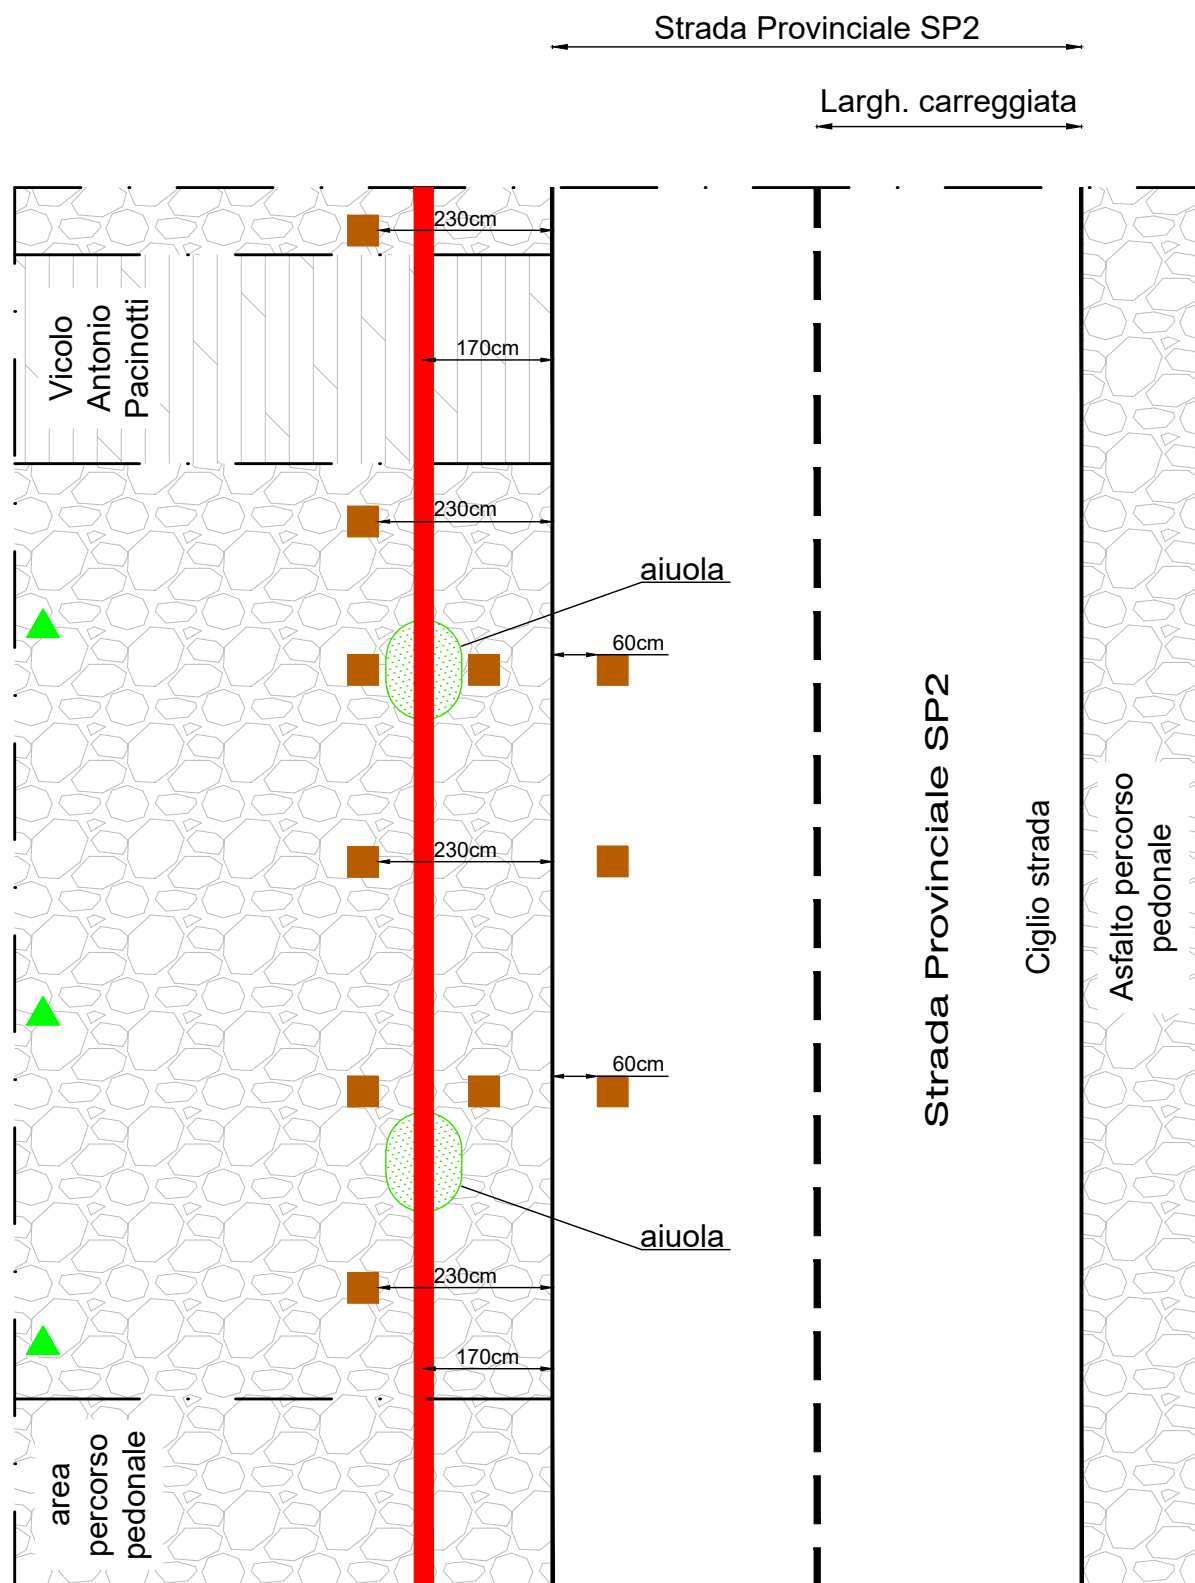 Strada Provinciale SP2
Largh. carreggiata
230cm
Vicolo
Antonio
Pacinotti
170cm
230cm
aiuola
60cm
230cm
Strada Provinciale SP2
Ciglio strada
Asfalto percorso
pedonale
60cm
aiuola
230cm
170cm
area
percorso
pedonale